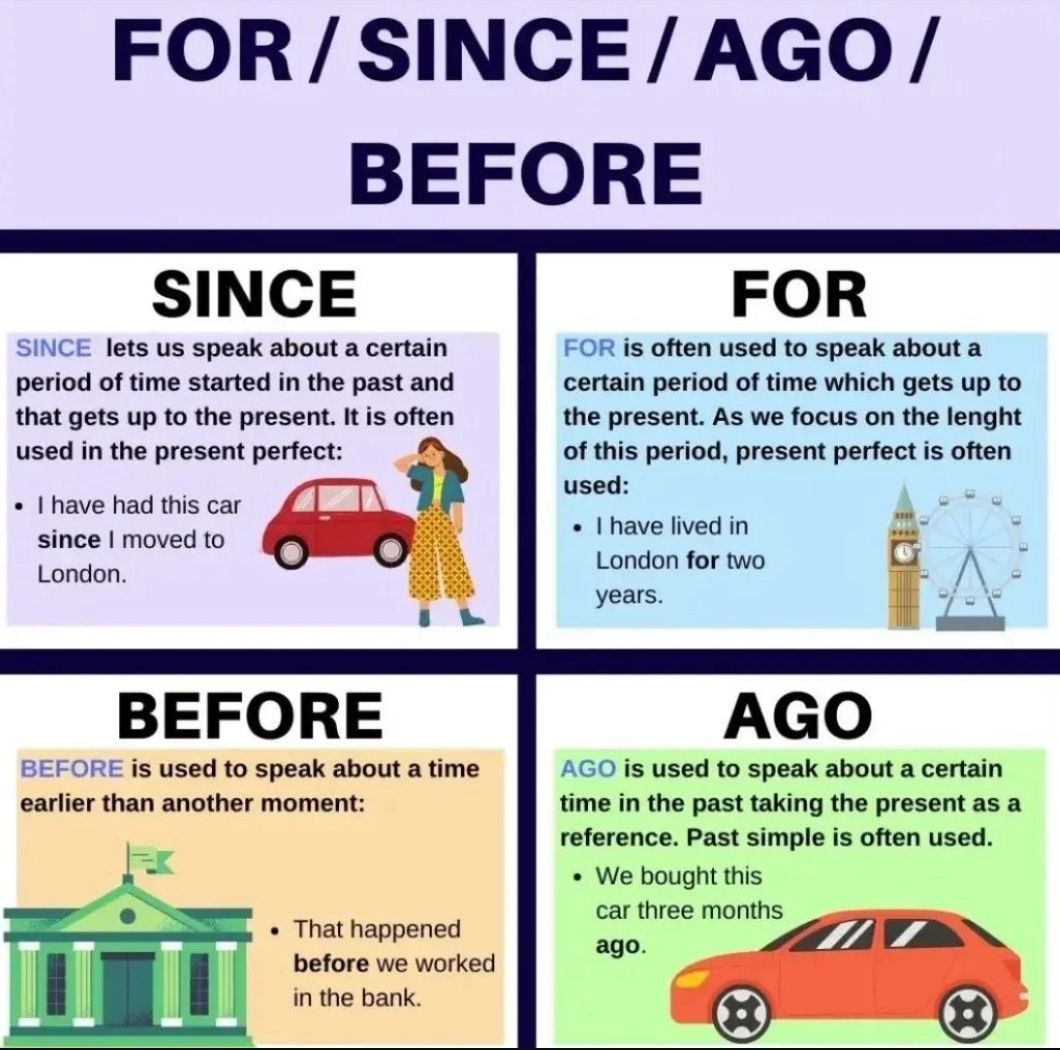 FOR / SINCE / AGO /
BEFORE
SINCE
SINCE lets us speak about a certain
period of time started in the past and
that gets up to the present. It is often
used in the present perfect:
• I have had this car
since I moved to
London.
FOR
FOR is often used to speak about a
certain period of time which gets up to
the present. As we focus on the lenght
of this period, present perfect is often
used:
• I have lived in
London for two
years.
BEFORE
BEFORE is used to speak about a time
earlier than another moment:
• That happened
before we worked
in the bank.
AGO
AGO is used to speak about a certain
time in the past taking the present as a
reference. Past simple is often used.
• We bought this
car three months
ago.